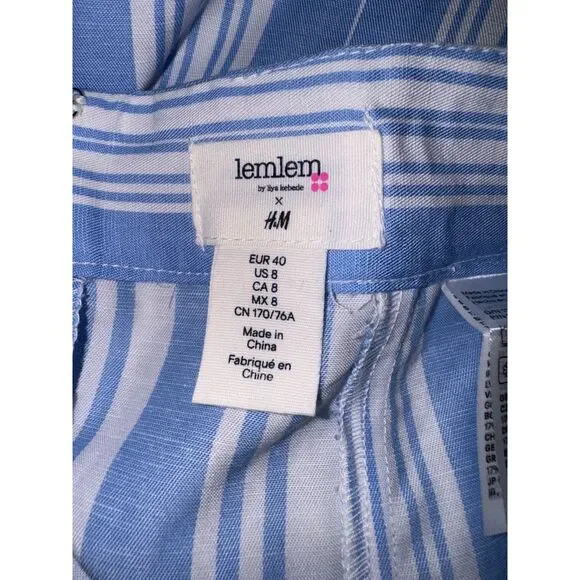 lemlem
by liya kebede
x
H&M
EUR 40
US 8
CA 8
MX 8
CN 170/76A
Made in
China
Fabriqué en
Chine